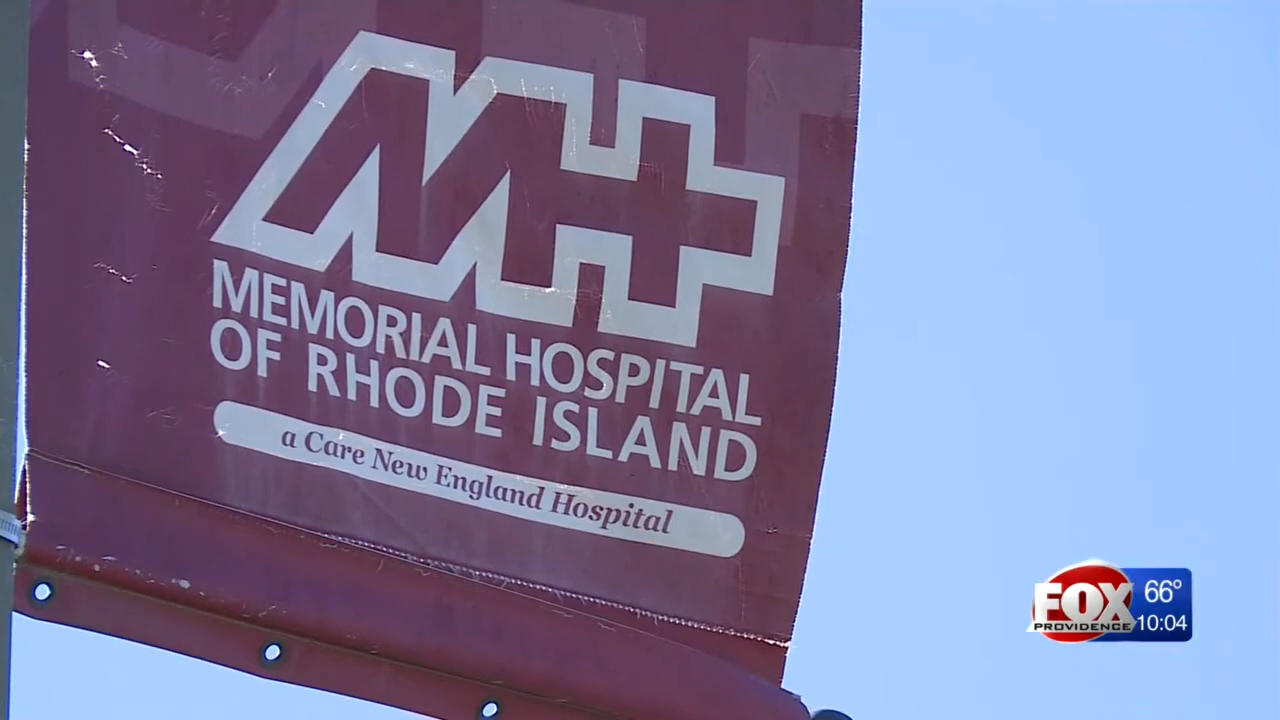 M+
MEMORIAL HOSPITAL
OF RHODE ISLAND
a Care New England Hospital
FOX
PROVIDENCE
66°
10:04